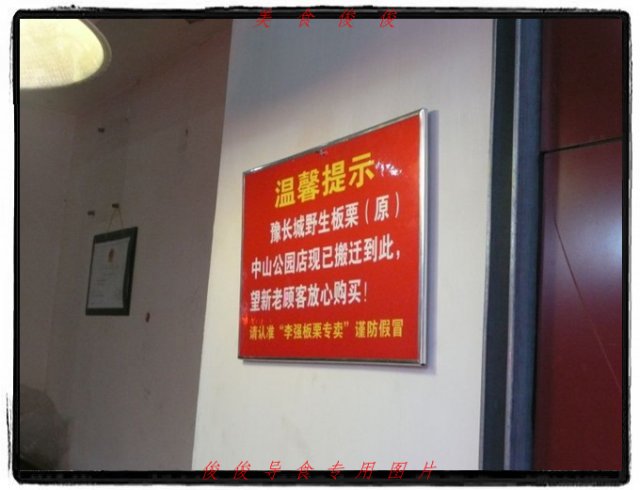 美食俊俊
温馨提示
豫长城野生板栗（原）
中山公园店现已搬迁到此，
望新老顾客放心购买！
请认准“李强板栗专卖”谨防假冒
俊俊导食专用图片